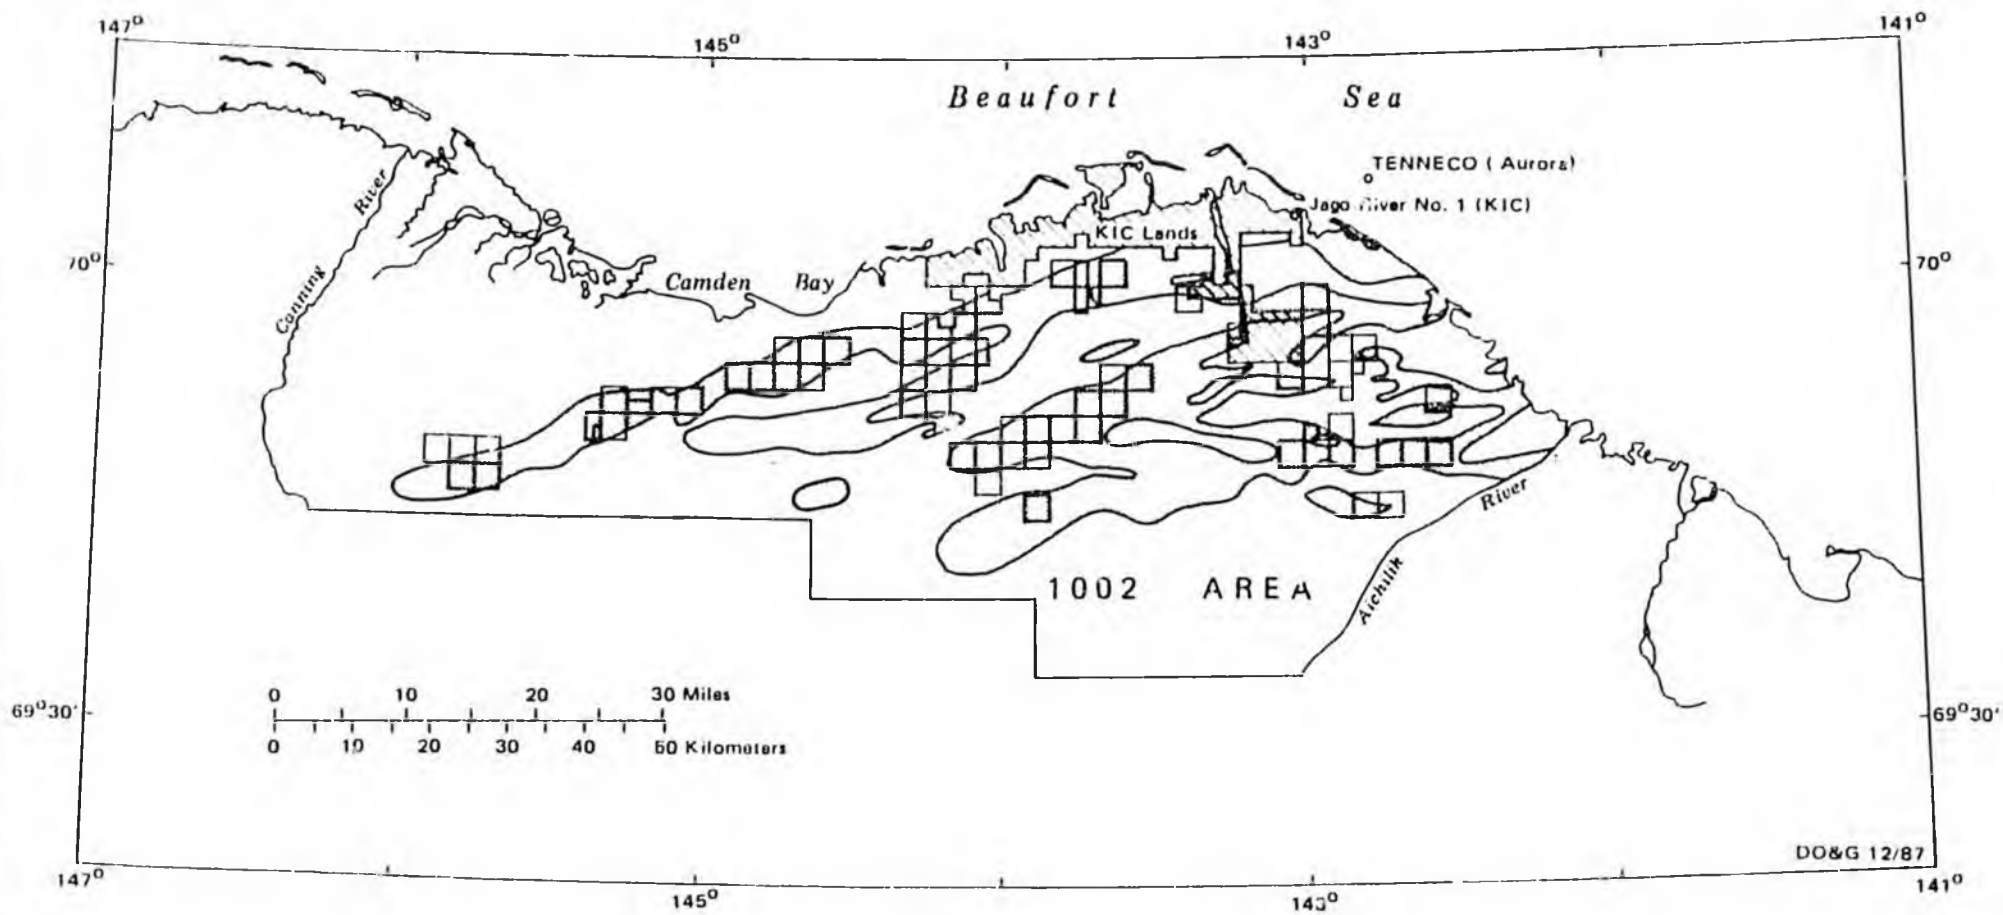 147°
145°
143°
141°
Beaufort Sea
TENNECO ( Aurora)
Jago River No. 1 (KIC)
KIC Lands
Canning River
70°
Camden Bay
70°
Canning
River
1002 AREA
Aichilik
0 10 20 30 Miles
69°30'
69°30'
0 10 20 30 40 50 Kilometers
DO&G 12/87
147°
145°
143°
141°